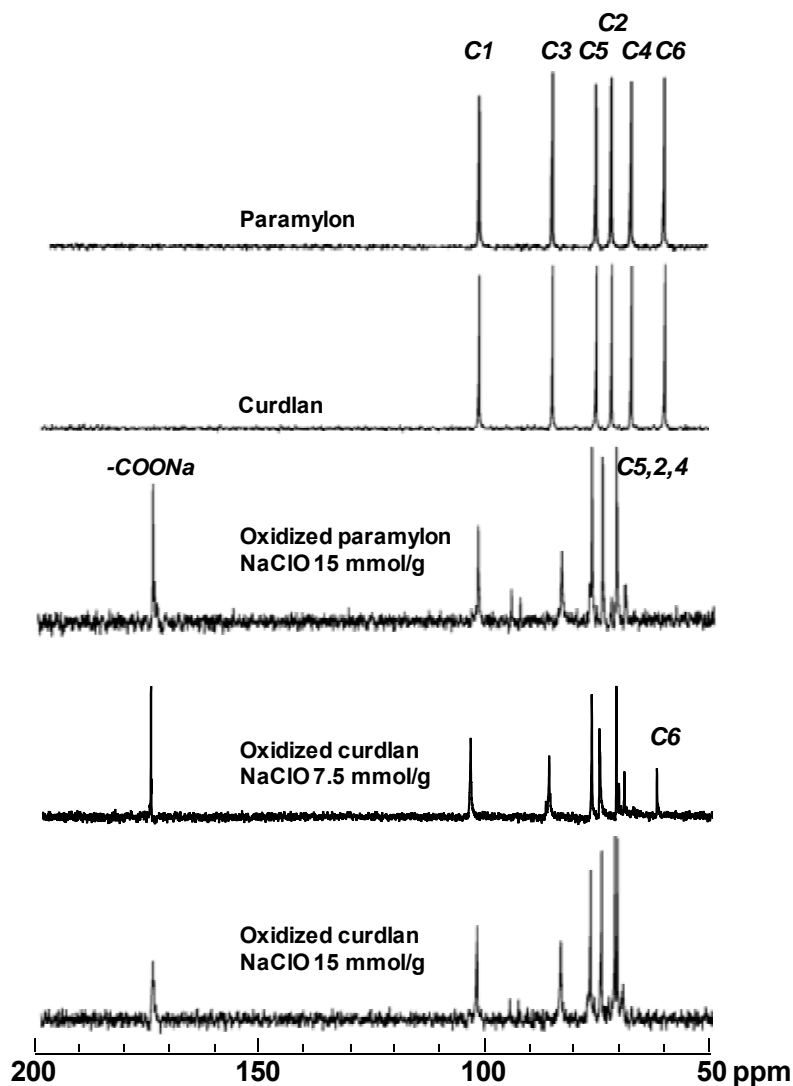 C2
C1 C3 C5 C4 C6
Paramylon
Curdlan
-COONa C5,2,4
Oxidized paramylon
NaClO 15 mmol/g
Oxidized curdlan
NaClO 7.5 mmol/g
C6
Oxidized curdlan
NaClO 15 mmol/g
200 150 100 50 ppm